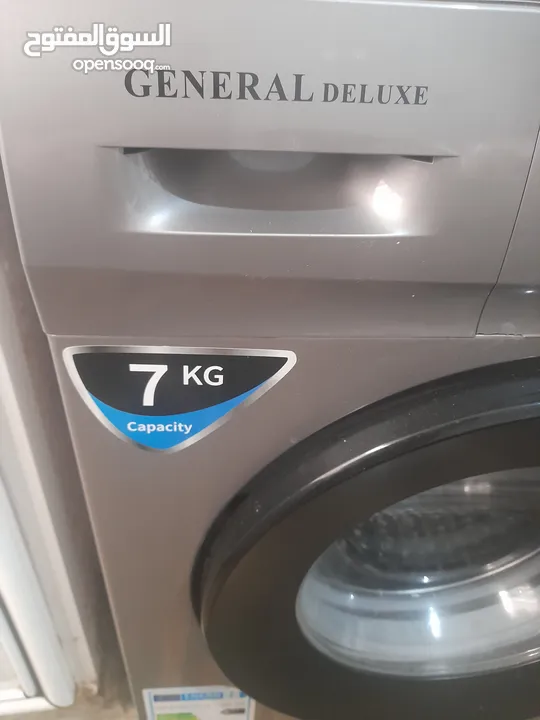 السوق المفتوح
opensooq.com
GENERAL DELUXE
7 KG
Capacity